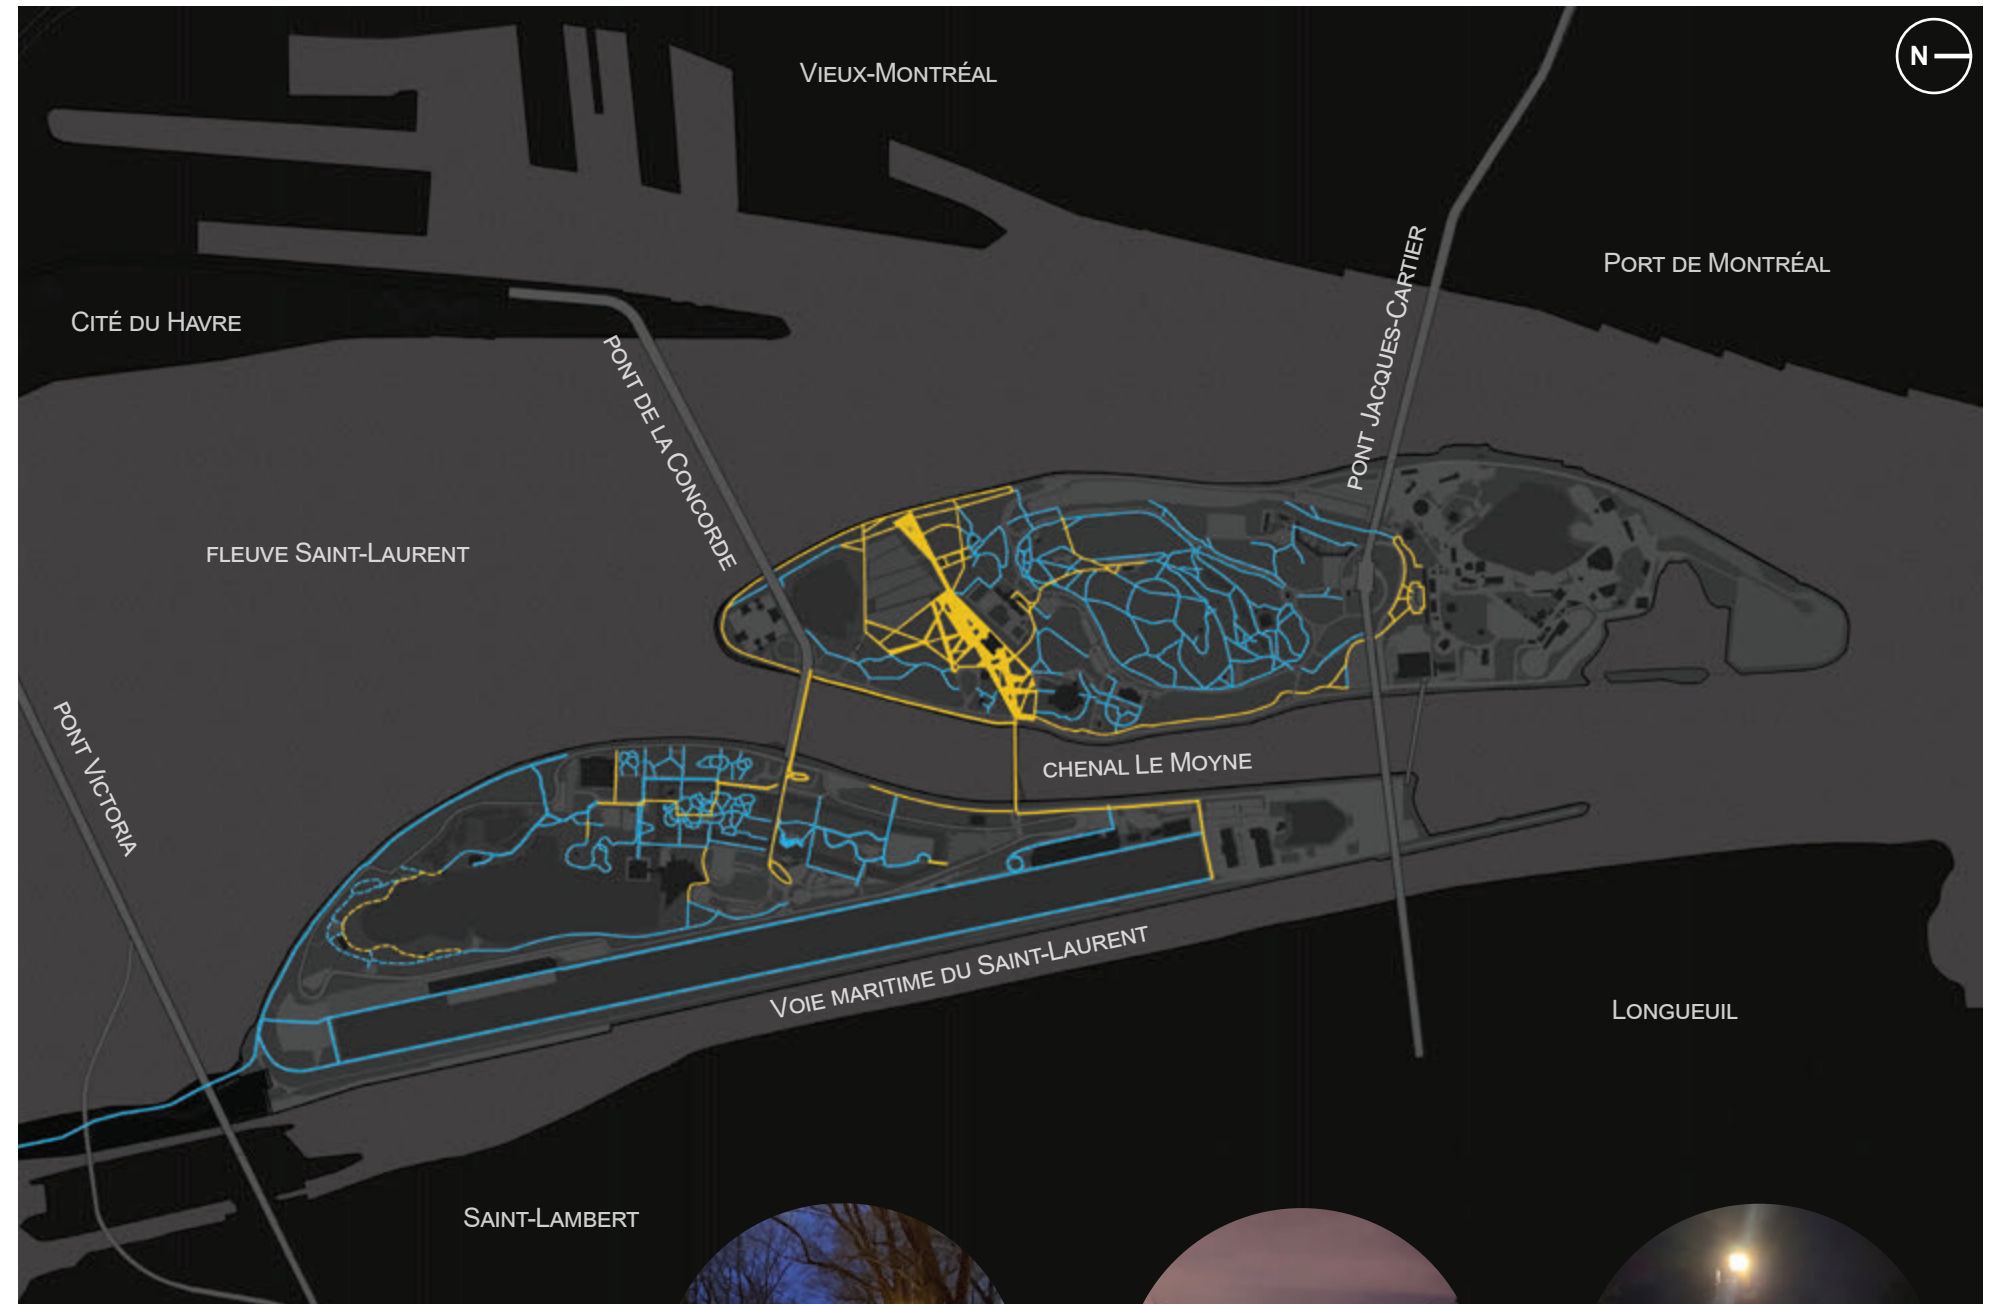 N
VIEUX-MONTRÉAL
PORT DE MONTRÉAL
CITÉ DU HAVRE
PONT JACQUES-CARTIER
PONT DE LA CONCORDE
FLEUVE SAINT-LAURENT
PONT VICTORIA
CHENAL LE MOYNE
VOIE MARITIME DU SAINT-LAURENT
LONGUEUIL
SAINT-LAMBERT